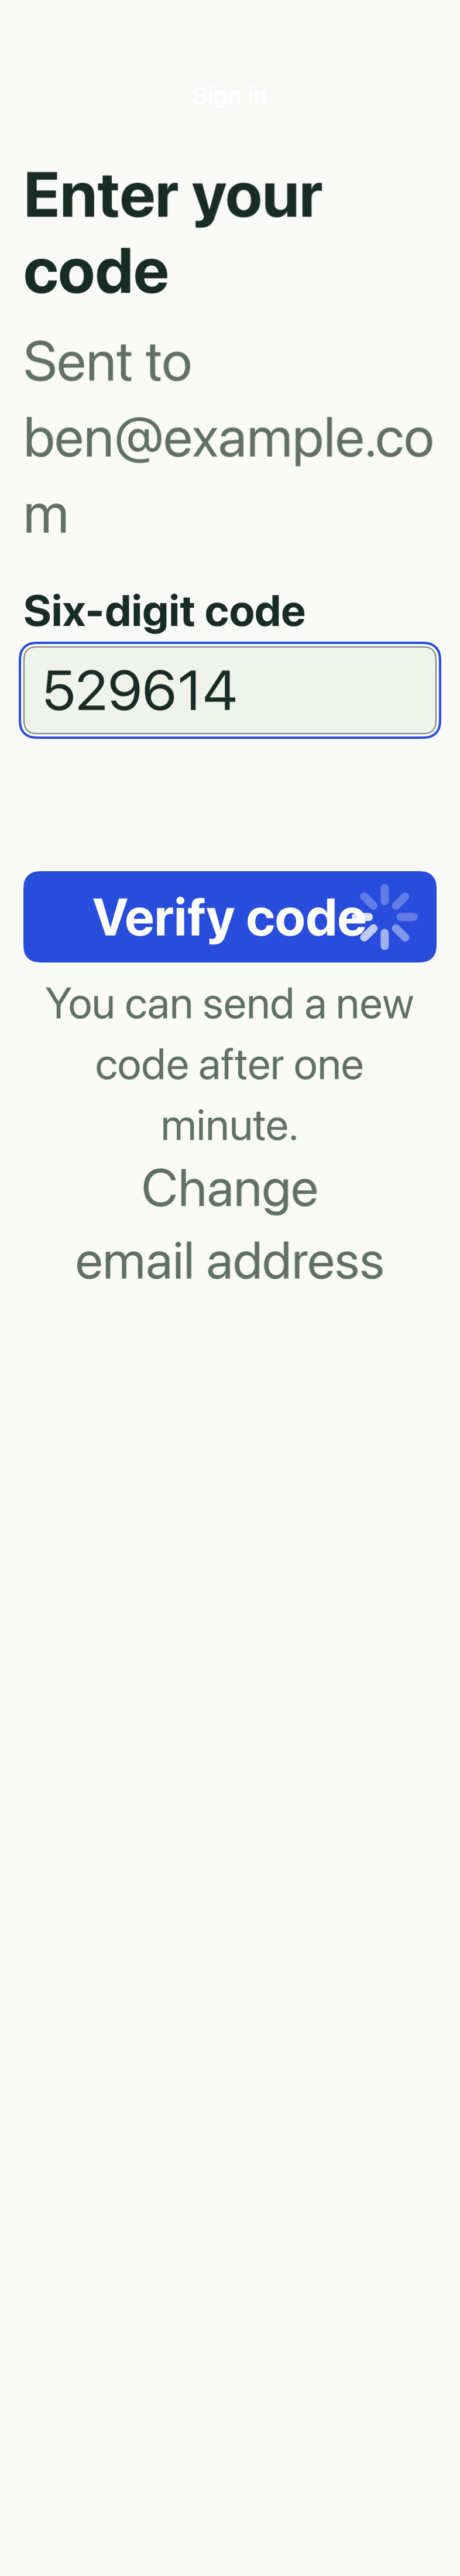 Sign in
Enter your
code
Sent to
ben@example.co
m
Six-digit code
529614
Verify code
You can send a new
code after one
minute.
Change
email address